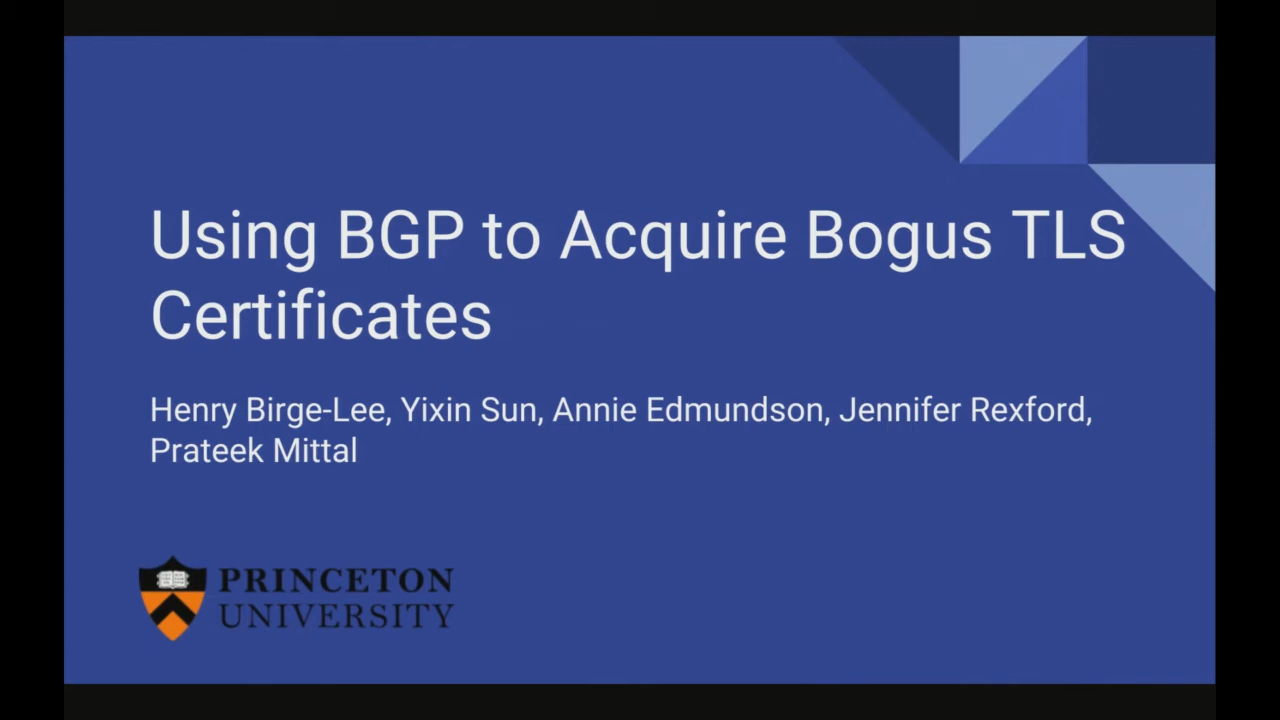 Using BGP to Acquire Bogus TLS
Certificates
Henry Birge-Lee, Yixin Sun, Annie Edmundson, Jennifer Rexford,
Prateek Mittal
PRINCETON
UNIVERSITY